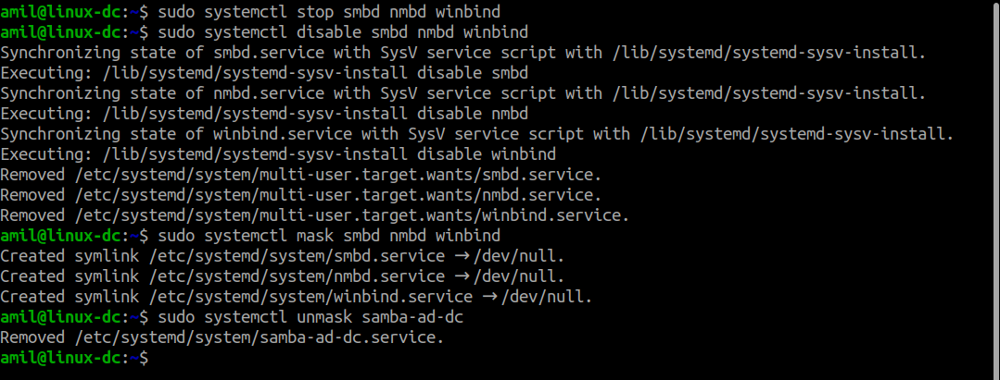 amil@linux-dc:~$ sudo systemctl stop smbd nmbd winbind
amil@linux-dc:~$ sudo systemctl disable smbd nmbd winbind
Synchronizing state of smbd.service with SysV service script with /lib/systemd/systemd-sysv-install.
Executing: /lib/systemd/systemd-sysv-install disable smbd
Synchronizing state of nmbd.service with SysV service script with /lib/systemd/systemd-sysv-install.
Executing: /lib/systemd/systemd-sysv-install disable nmbd
Synchronizing state of winbind.service with SysV service script with /lib/systemd/systemd-sysv-install.
Executing: /lib/systemd/systemd-sysv-install disable winbind
Removed /etc/systemd/system/multi-user.target.wants/smbd.service.
Removed /etc/systemd/system/multi-user.target.wants/nmbd.service.
Removed /etc/systemd/system/multi-user.target.wants/winbind.service.
amil@linux-dc:~$ sudo systemctl mask smbd nmbd winbind
Created symlink /etc/systemd/system/smbd.service → /dev/null.
Created symlink /etc/systemd/system/nmbd.service → /dev/null.
Created symlink /etc/systemd/system/winbind.service → /dev/null.
amil@linux-dc:~$ sudo systemctl unmask samba-ad-dc
Removed /etc/systemd/system/samba-ad-dc.service.
amil@linux-dc:~$